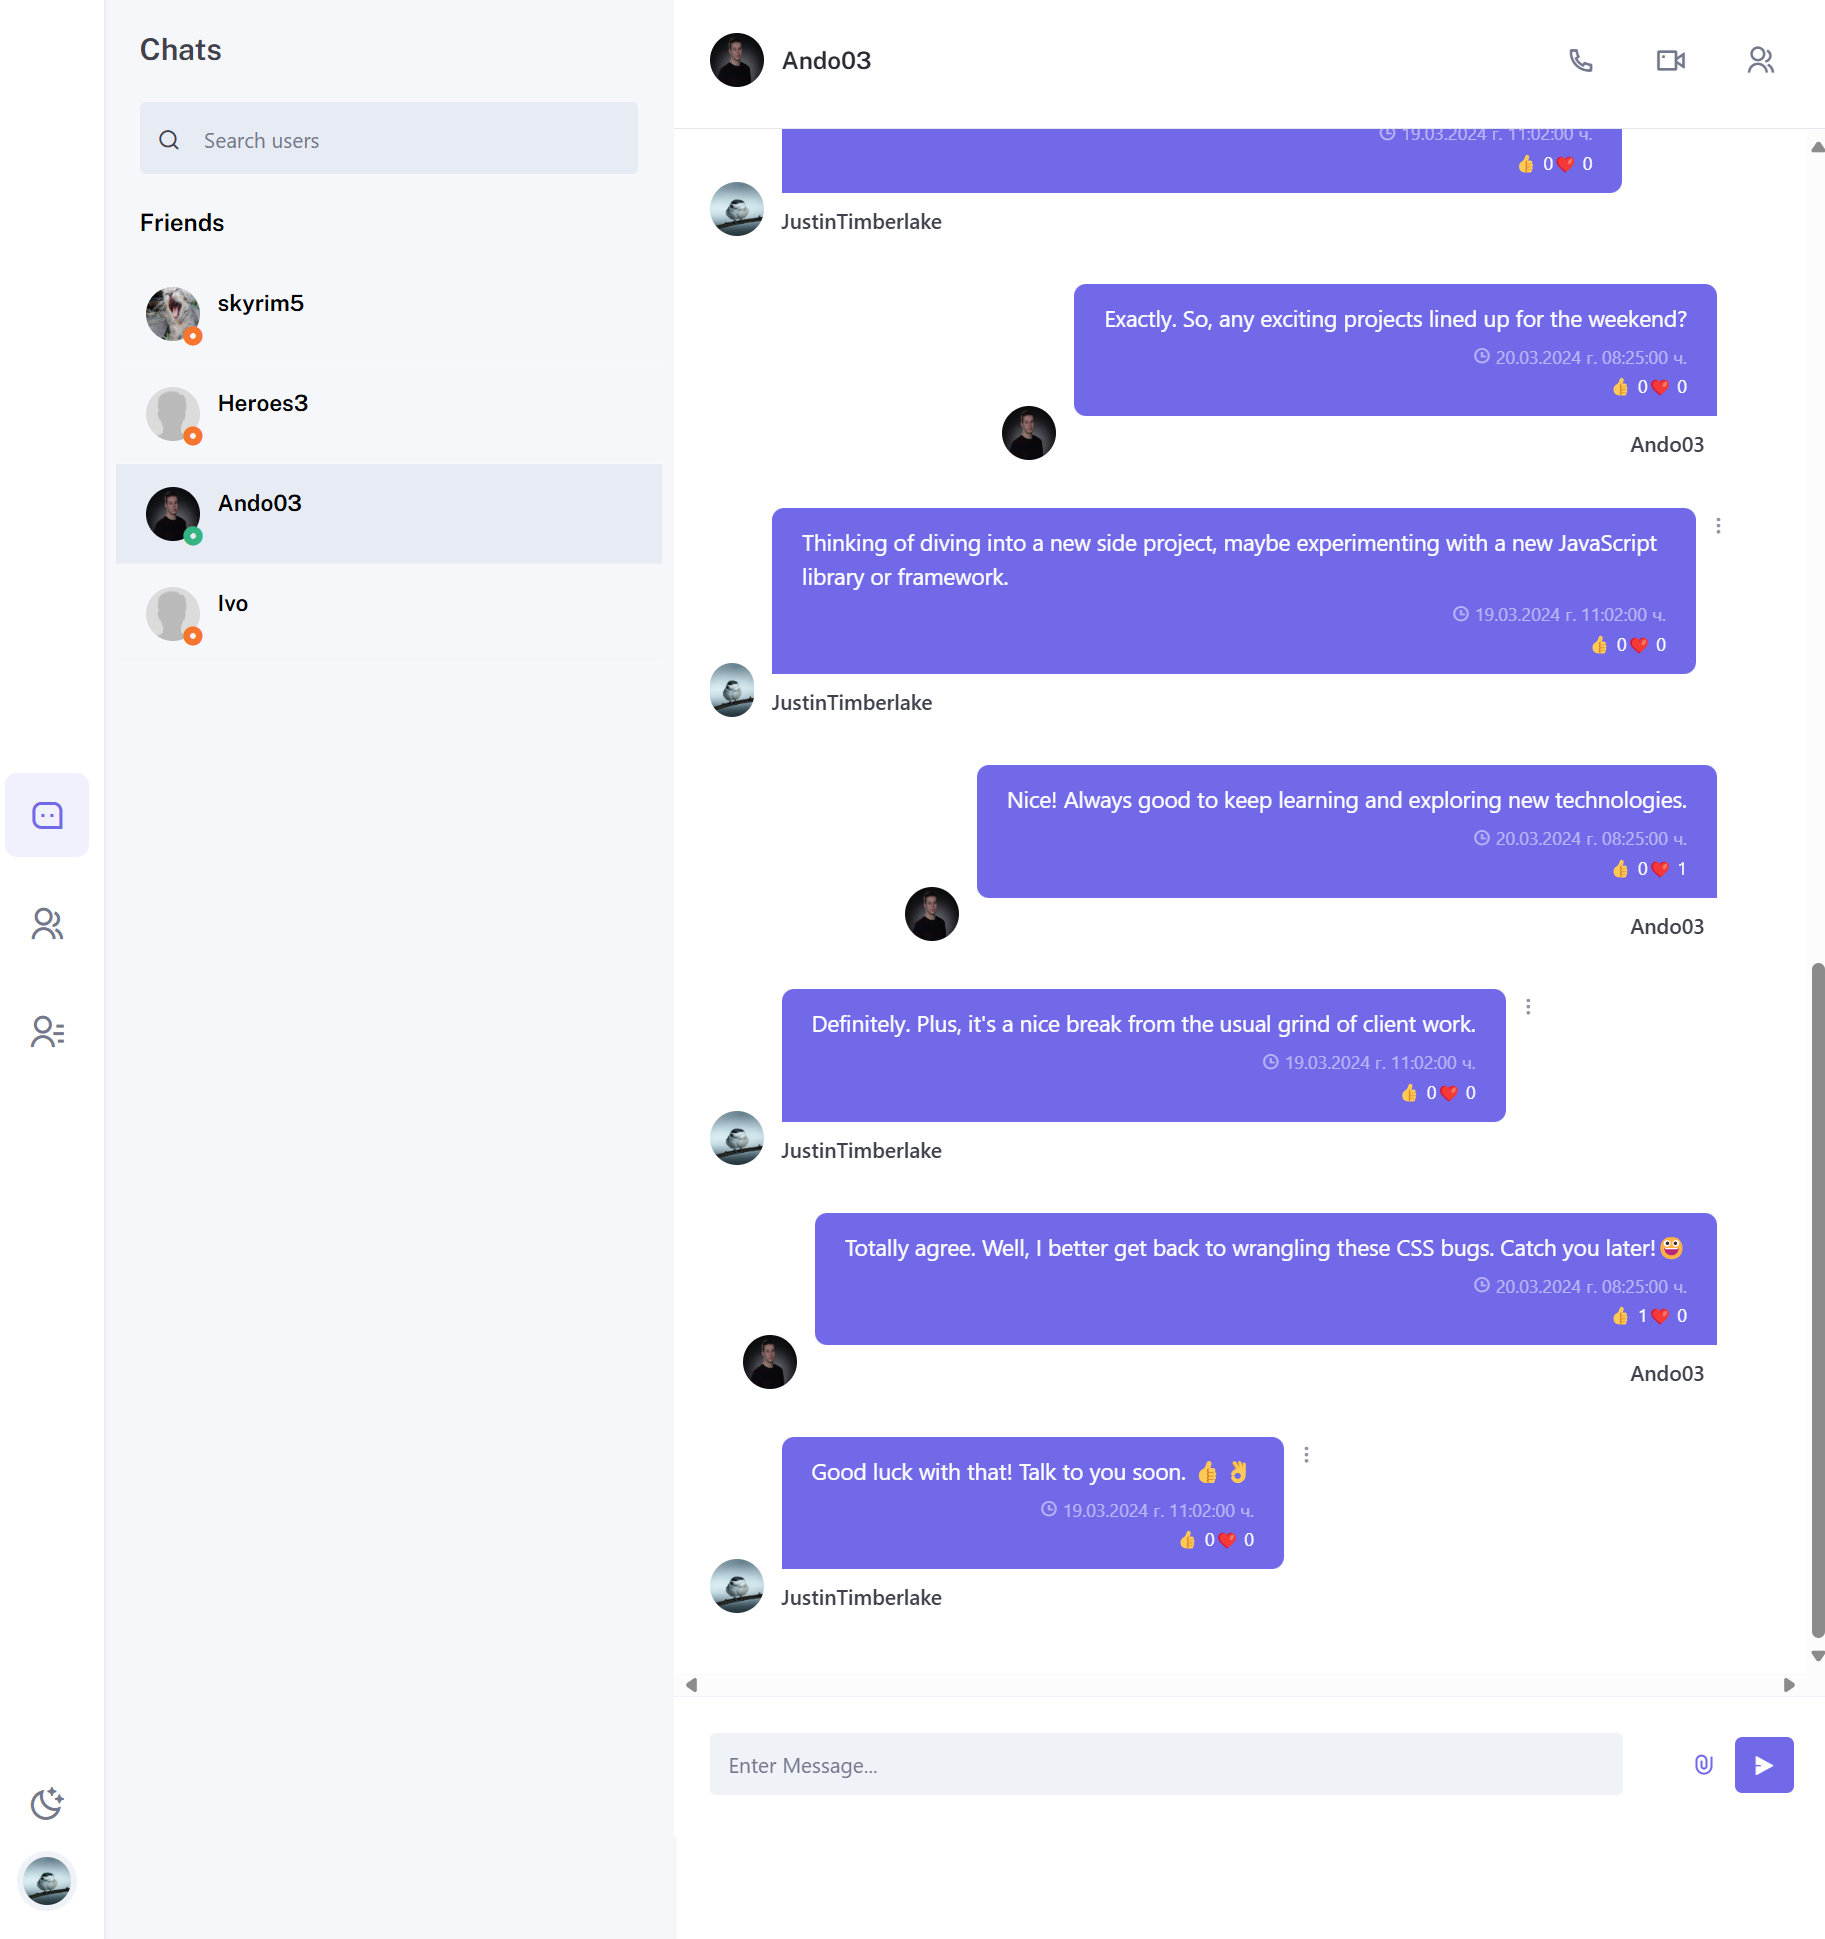 Chats
Search users
Friends
skyrim5
Heroes3
Ando03
Ivo
Ando03
19.03.2024 г. 11:02:00 ч.
👍 0❤️ 0
JustinTimberlake
Exactly. So, any exciting projects lined up for the weekend?
20.03.2024 г. 08:25:00 ч.
👍 0❤️ 0
Ando03
Thinking of diving into a new side project, maybe experimenting with a new JavaScript
library or framework.
19.03.2024 г. 11:02:00 ч.
👍 0❤️ 0
JustinTimberlake
Nice! Always good to keep learning and exploring new technologies.
20.03.2024 г. 08:25:00 ч.
👍 0❤️ 1
Ando03
Definitely. Plus, it's a nice break from the usual grind of client work.
19.03.2024 г. 11:02:00 ч.
👍 0❤️ 0
JustinTimberlake
Totally agree. Well, I better get back to wrangling these CSS bugs. Catch you later!😀
20.03.2024 г. 08:25:00 ч.
👍 1❤️ 0
Ando03
Good luck with that! Talk to you soon. 👍 👌
19.03.2024 г. 11:02:00 ч.
👍 0❤️ 0
JustinTimberlake
Enter Message...